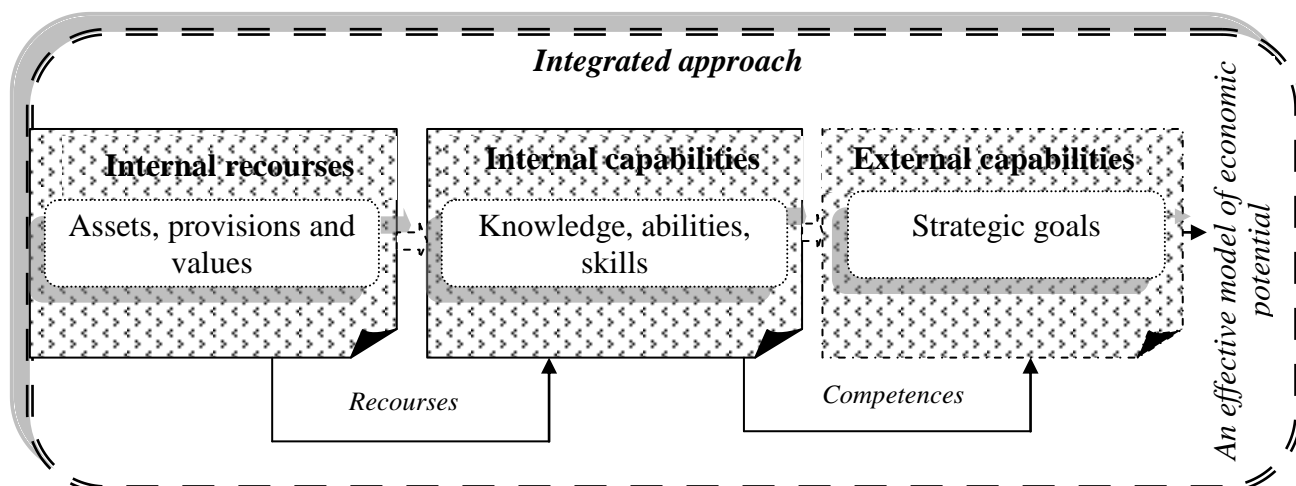 Integrated approach
Internal recourses
Assets, provisions and
values
Internal capabilities
Knowledge, abilities,
skills
External capabilities
Strategic goals
Recourses
Competences
An effective model of economic
potential